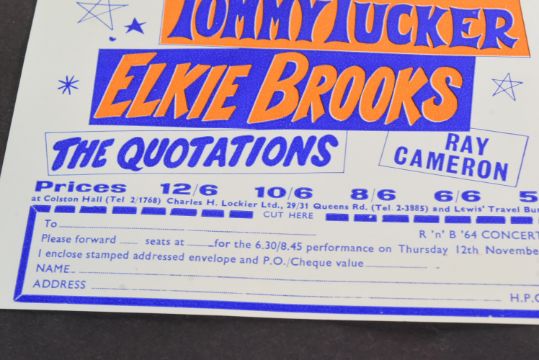 TOMMY TUCKER
ELKIE BROOKS
THE QUOTATIONS
RAY CAMERON
Prices 12/6 10/6 8/6 6/6 5
at Colston Hall (Tel 2/1768) Charles H. Lockier Ltd., 29/31 Queens Rd. (Tel. 2-3885) and Lewis' Travel Bu
CUT HERE
To
R 'n' B '64 CONCERT
Please forward seats at for the 6.30/8.45 performance on Thursday 12th Novembe
I enclose stamped addressed envelope and P.O./Cheque value
NAME
ADDRESS
H.P.